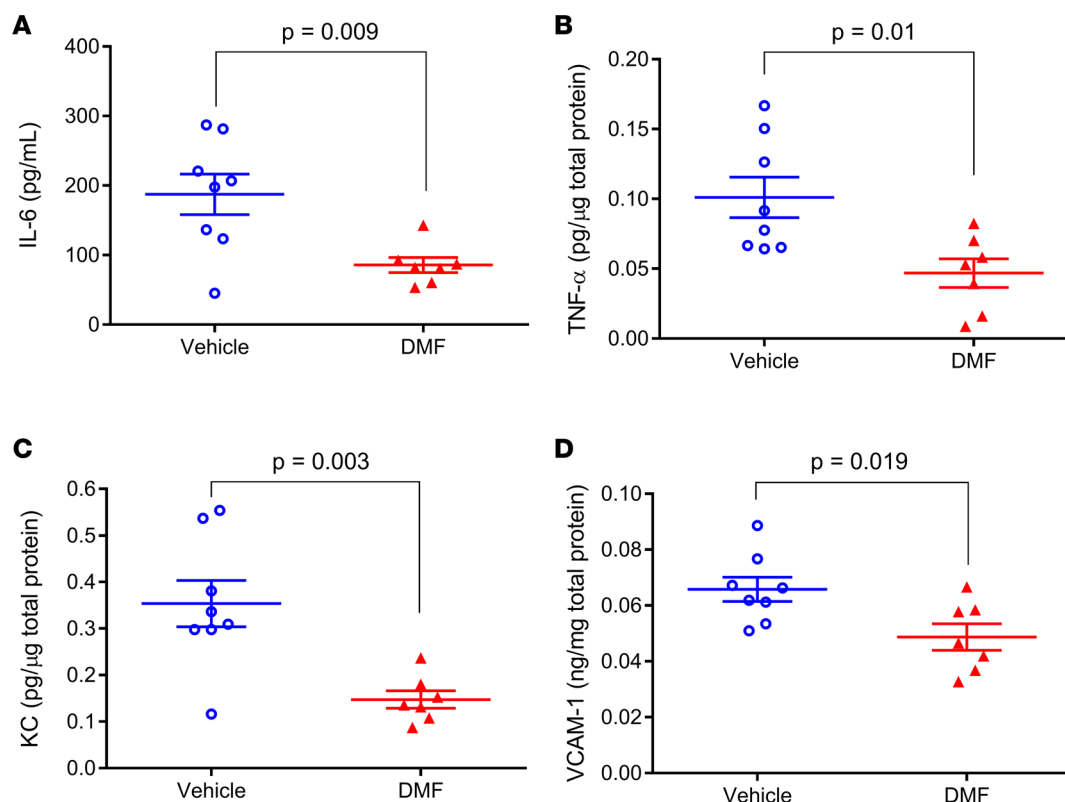 A
p = 0.009
IL-6 (pg/mL)
400
300
200
100
0
Vehicle
DMF
B
p = 0.01
TNF-α (pg/μg total protein)
0.20
0.15
0.10
0.05
0.00
Vehicle
DMF
C
p = 0.003
KC (pg/μg total protein)
0.6
0.5
0.4
0.3
0.2
0.1
0.0
Vehicle
DMF
D
p = 0.019
VCAM-1 (ng/mg total protein)
0.10
0.08
0.06
0.04
0.02
0.00
Vehicle
DMF